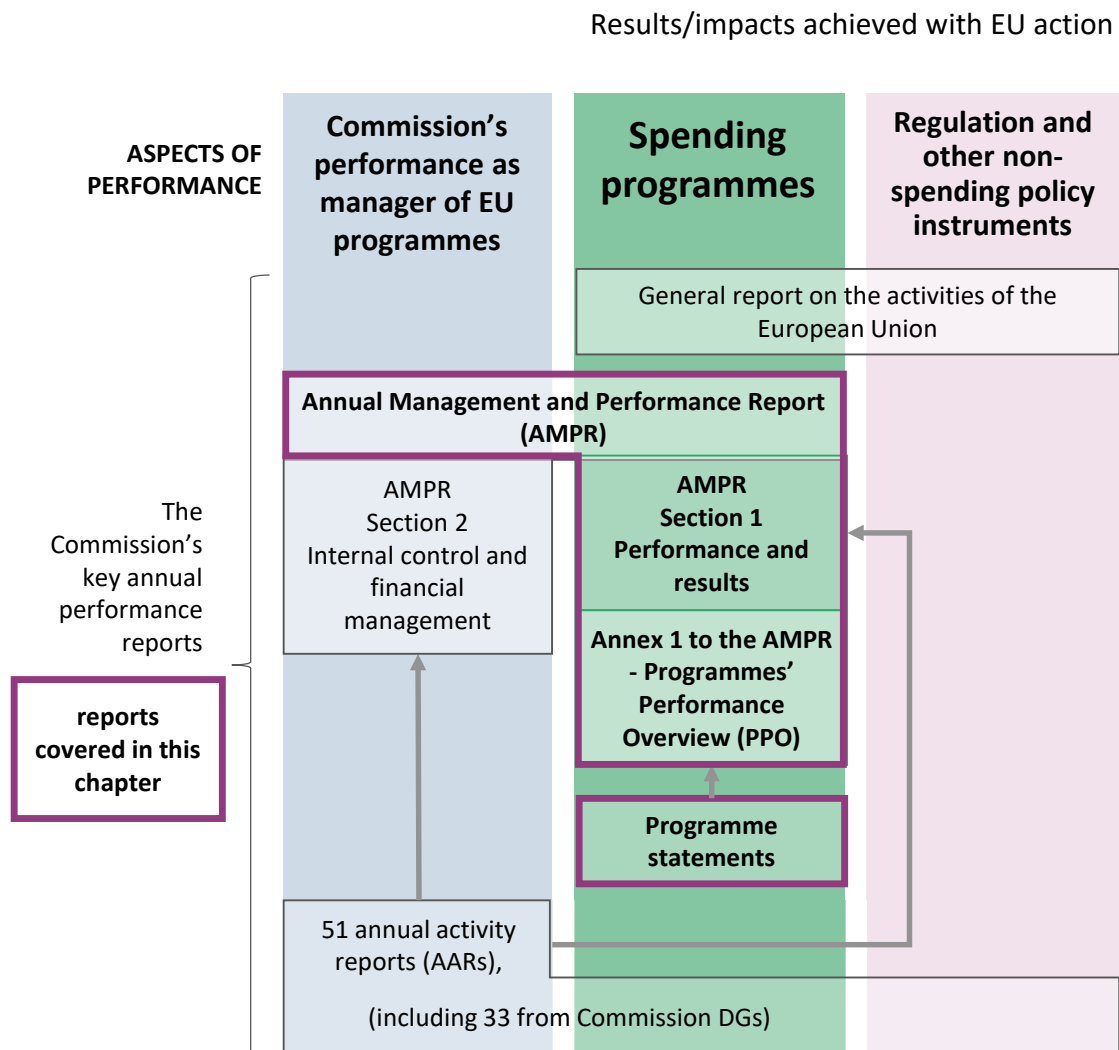 Results/impacts achieved with EU action
ASPECTS OF
PERFORMANCE
Commission’s
performance as
manager of EU
programmes
Spending
programmes
Regulation and
other non-
spending policy
instruments
General report on the activities of the
European Union
Annual Management and Performance Report
(AMPR)
The
Commission’s
key annual
performance
reports
reports
covered in this
chapter
AMPR
Section 2
Internal control and
financial
management
AMPR
Section 1
Performance and
results
Annex 1 to the AMPR
- Programmes’
Performance
Overview (PPO)
Programme
statements
51 annual activity
reports (AARs),
(including 33 from Commission DGs)